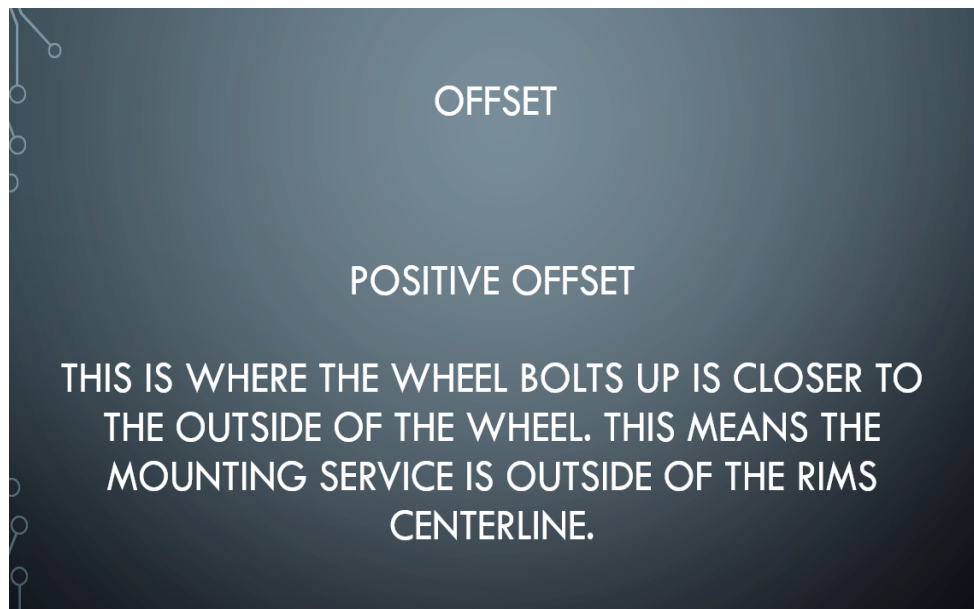 OFFSET
POSITIVE OFFSET
THIS IS WHERE THE WHEEL BOLTS UP IS CLOSER TO
THE OUTSIDE OF THE WHEEL. THIS MEANS THE
MOUNTING SERVICE IS OUTSIDE OF THE RIMS
CENTERLINE.